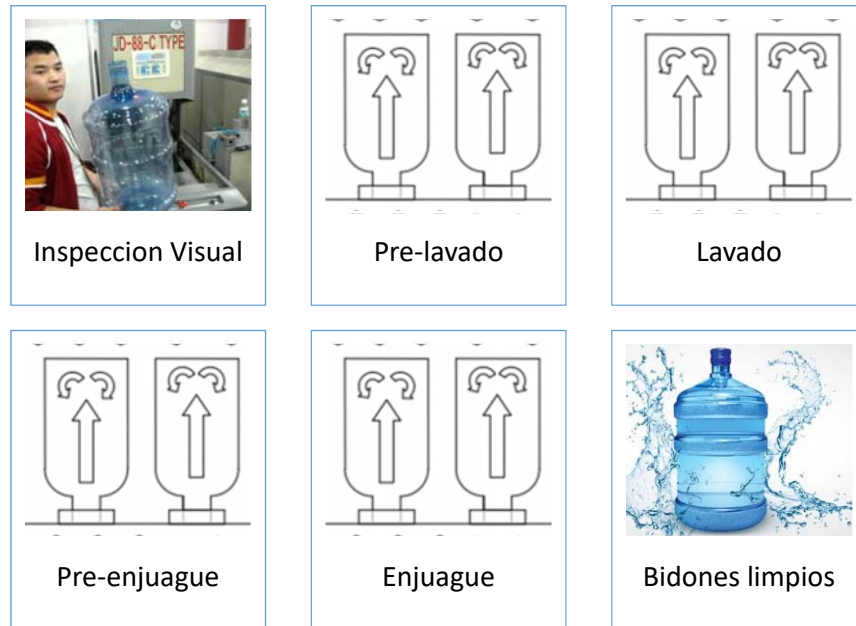 JD-88-C TYPE
Inspeccion Visual
Pre-lavado
Lavado
Pre-enjuague
Enjuague
Bidones limpios